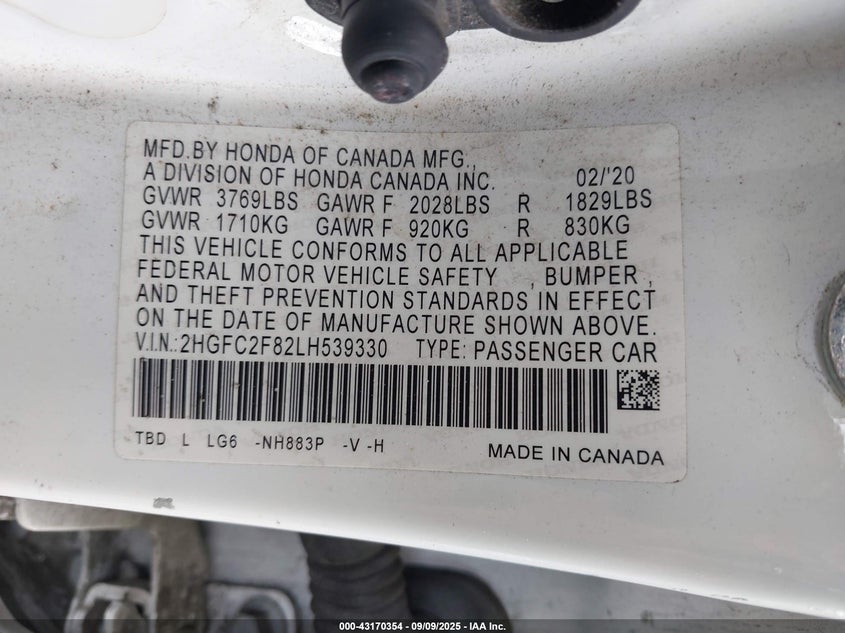 MFD.BY HONDA OF CANADA MFG.,
A DIVISION OF HONDA CANADA INC. 02/'20
GVWR 3769LBS GAWR F 2028LBS R 1829LBS
GVWR 1710KG GAWR F 920KG R 830KG
THIS VEHICLE CONFORMS TO ALL APPLICABLE
FEDERAL MOTOR VEHICLE SAFETY , BUMPER ,
AND THEFT PREVENTION STANDARDS IN EFFECT
ON THE DATE OF MANUFACTURE SHOWN ABOVE.
V.I.N.:2HGFC2F82LH539330 TYPE: PASSENGER CAR
TBD L LG6 -NH883P -V -H
MADE IN CANADA
000-43170354 - 09/09/2025 - IAA Inc.